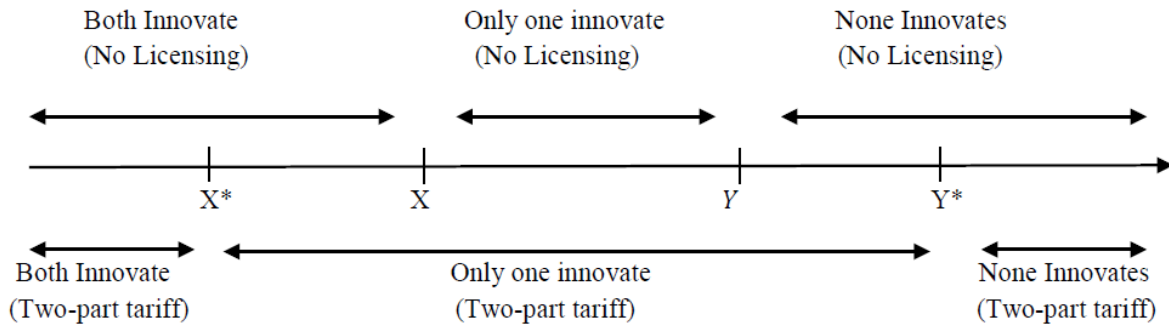 Both Innovate Only one innovate None Innovates
(No Licensing) (No Licensing) (No Licensing)
X* X Y Y*
Both Innovate Only one innovate None Innovates
(Two-part tariff) (Two-part tariff) (Two-part tariff)